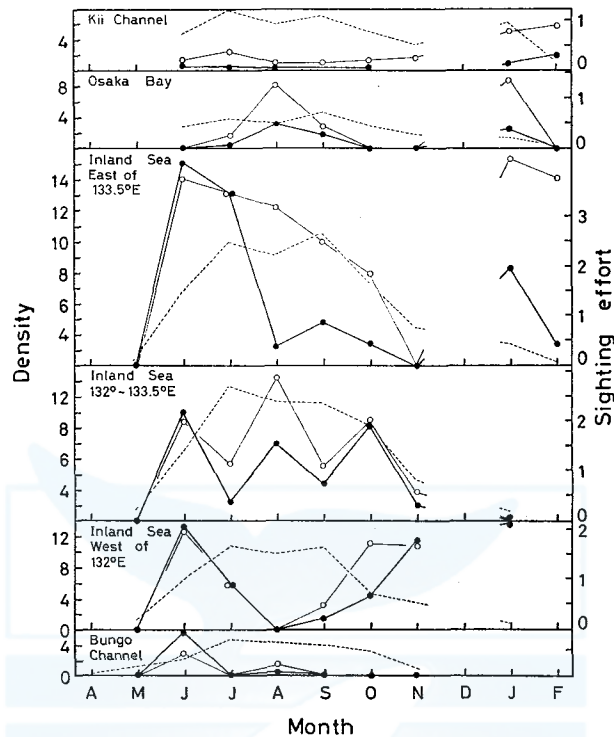 Kii Channel
4
1
0
Osaka Bay
8
4
1
0
Inland Sea
East of
133.5°E
14
12
10
8
6
4
3
2
1
0
Density
Sighting effort
Inland Sea
132°~133.5°E
12
10
8
6
4
2
1
0
Inland Sea
West of
132°E
12
8
4
0
2
1
0
Bungo
Channel
4
0
1
0
A M J J A S O N D J F
Month